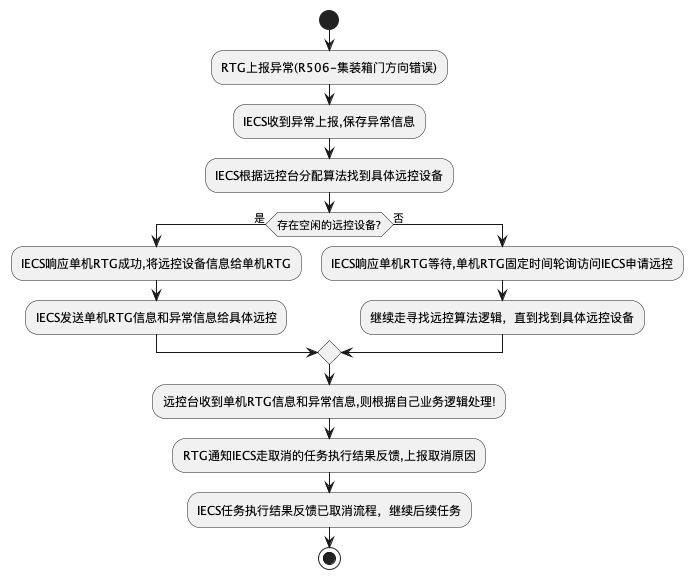 RTG上报异常(R506-集装箱门方向错误)
IECS收到异常上报,保存异常信息
IECS根据远控台分配算法找到具体远控设备
是
存在空闲的远控设备?
否
IECS响应单机RTG成功,将远控设备信息给单机RTG
IECS响应单机RTG等待,单机RTG固定时间轮询访问IECS申请远控
IECS发送单机RTG信息和异常信息给具体远控
继续走寻找远控算法逻辑，直到找到具体远控设备
远控台收到单机RTG信息和异常信息,则根据自己业务逻辑处理!
RTG通知IECS走取消的任务执行结果反馈,上报取消原因
IECS任务执行结果反馈已取消流程，继续后续任务